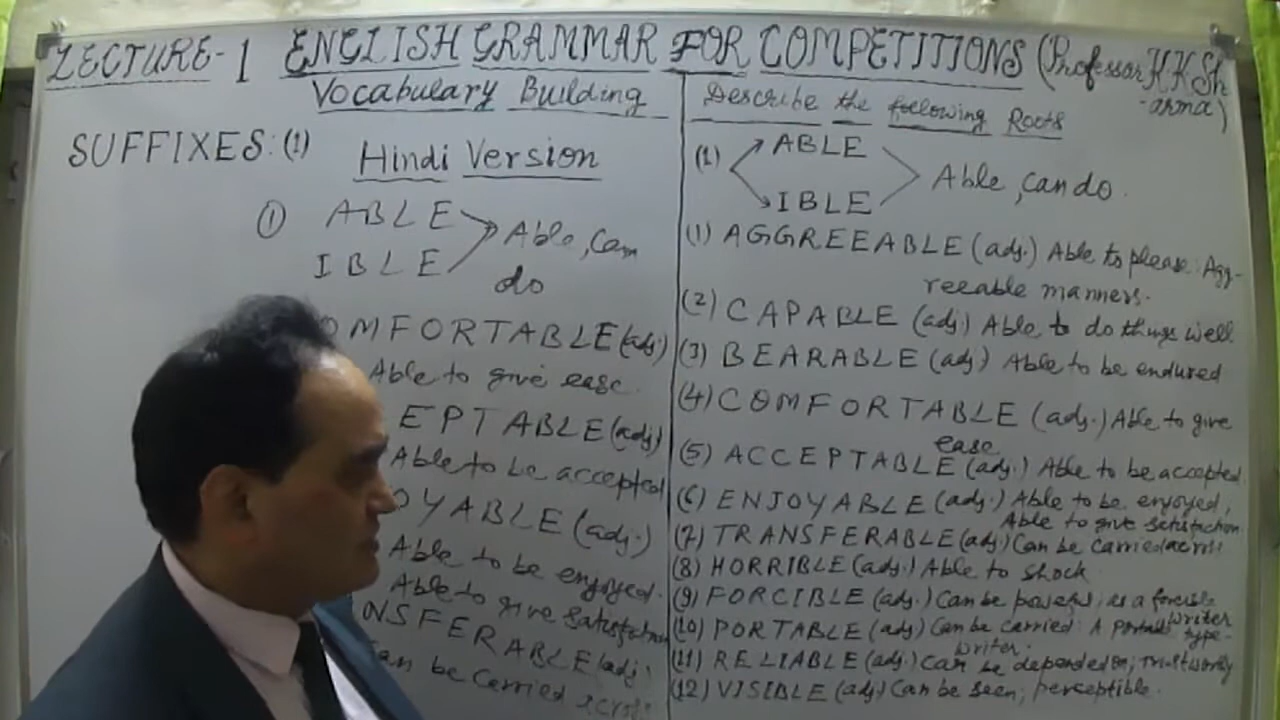 LECTURE-1 ENGLISH GRAMMAR FOR COMPETITIONS (Professor KKSh
-arma)
Vocabulary Building
SUFFIXES:(1) Hindi Version
① ABLE
IBLE
Able, Can
do
OMFORTABLE (adj.)
Able to give ease.
EPTABLE (adj)
Able to be accepted
OYABLE (adj.)
Able to be enjoyed.
Able to give Satisfaction
NSFERABLE (adj.
an be Carried across
Describe the following Roots
(1) ABLE
IBLE
Able, can do.
(1) AGGREEABLE (adj.) Able to please: Agg-
reeable manners.
(2) CAPABLE (adj) Able to do things well.
(3) BEARABLE (adj) Able to be endured
(4) COMFORTABLE (adj.) Able to give
ease
(5) ACCEPTABLE (adj.) Able to be accepted
(6) ENJOYABLE (adj.) Able to be enjoyed,
Able to give Satisfaction
(7) TRANSFERABLE (adj.) Can be carried across
(8) HORRIBLE (adj.) Able to shock
(9) FORCIBLE (adj.) Can be as a forcible
Writer
(10) PORTABLE (adj) Can be carried: A type-
writer.
(11) RELIABLE (adj.) Can be depended on; trustworthy
(12) VISIBLE (adj) Can be seen; perceptible.